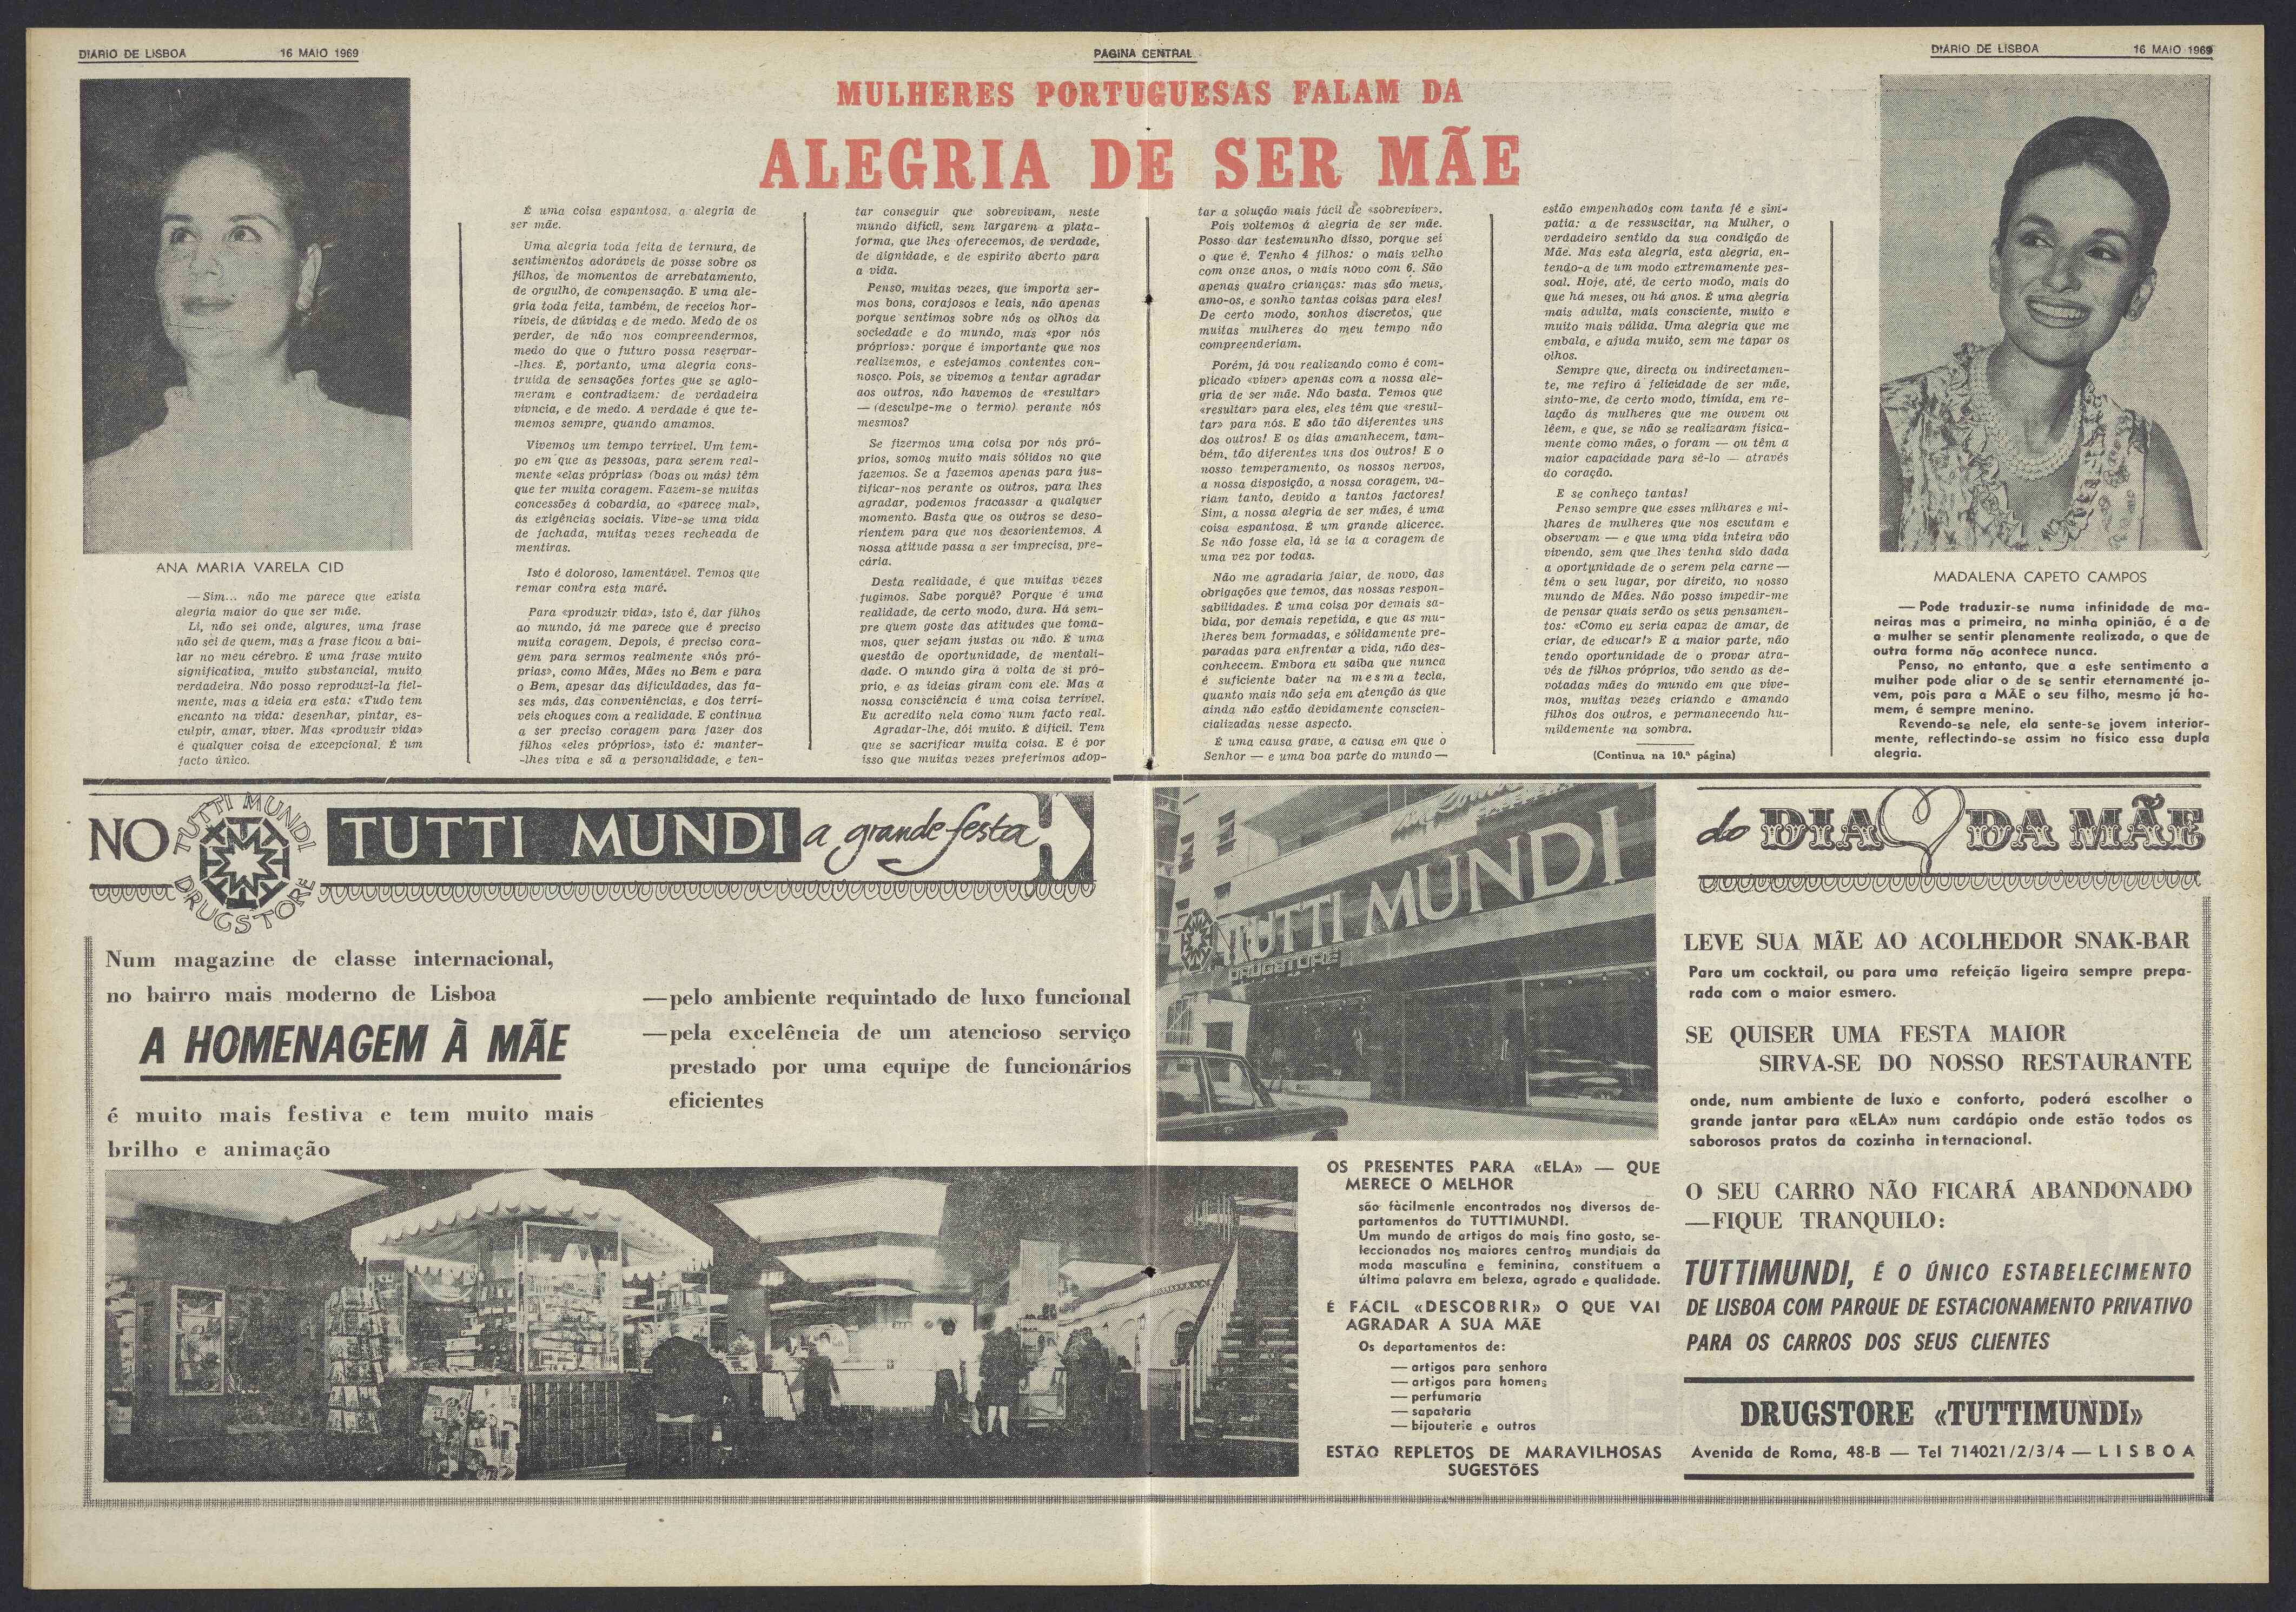 DIARIO DE LISBOA 16 MAIO 1969
PAGINA CENTRAL
DIARIO DE LISBOA 16 MAIO 1969
MULHERES PORTUGUESAS FALAM DA
ALEGRIA DE SER MÃE
ANA MARIA VARELA CID
—Sim... não me parece que exista
alegria maior do que ser mãe.
Li, não sei onde, algures, uma frase
não sei de quem, mas a frase ficou a bai-
lar no meu cérebro. É uma frase muito
significativa, muito substancial, muito
verdadeira. Não posso reproduzi-la fiel-
mente, mas a ideia era esta: «Tudo tem
encanto na vida: desenhar, pintar, es-
culpir, amar, viver. Mas «produzir vida»
é qualquer coisa de excepcional. É um
facto único.
É uma coisa espantosa, a alegria de
ser mãe.
Uma alegria toda feita de ternura, de
sentimentos adoráveis de posse sobre os
filhos, de momentos de arrebatamento,
de orgulho, de compensação. E uma ale-
gria toda feita, também, de receios hor-
ríveis, de dúvidas e de medo. Medo de os
perder, de não nos compreendermos,
medo do que o futuro possa reservar-
-lhes. É, portanto, uma alegria cons-
truída de sensações fortes que se aglo-
meram e contradizem: de verdadeira
vivncia, e de medo. A verdade é que te-
memos sempre, quando amamos.
Vivemos um tempo terrível. Um tem-
po em que as pessoas, para serem real-
mente «elas próprias» (boas ou más) têm
que ter muita coragem. Fazem-se muitas
concessões à cobardia, ao «parece mal»,
às exigências sociais. Vive-se uma vida
de fachada, muitas vezes recheada de
mentiras.
Isto é doloroso, lamentável. Temos que
remar contra esta maré.
Para «produzir vida», isto é, dar filhos
ao mundo, já me parece que é preciso
muita coragem. Depois, é preciso cora-
gem para sermos realmente «nós pró-
prias», como Mães, Mães no Bem e para
o Bem, apesar das dificuldades, das fa-
ses más, das conveniências, e dos terrí-
veis choques com a realidade. E continua
a ser preciso coragem para fazer dos
filhos «eles próprios», isto é: manter-
-lhes viva e sã a personalidade, e ten-
tar conseguir que sobrevivam, neste
mundo difícil, sem largarem a plata-
forma, que lhes oferecemos, de verdade,
de dignidade, e de espírito aberto para
a vida.
Penso, muitas vezes, que importa ser-
mos bons, corajosos e leais, não apenas
porque sentimos sobre nós os olhos da
sociedade e do mundo, mas «por nós
próprios»: porque é importante que nos
realizemos, e estejamos contentes con-
nosco. Pois, se vivemos a tentar agradar
aos outros, não havemos de «resultar»
— (desculpe-me o termo) perante nós
mesmos?
Se fizermos uma coisa por nós pró-
prios, somos muito mais sólidos no que
fazemos. Se a fazemos apenas para jus-
tificar-nos perante os outros, para lhes
agradar, podemos fracassar a qualquer
momento. Basta que os outros se deso-
rientem para que nos desorientemos. A
nossa atitude passa a ser imprecisa, pre-
cária.
Desta realidade, é que muitas vezes
fugimos. Sabe porquê? Porque é uma
realidade, de certo modo, dura. Há sem-
pre quem goste das atitudes que toma-
mos, quer sejam justas ou não. É uma
questão de oportunidade, de mentali-
dade. O mundo gira à volta de si pró-
prio, e as ideias giram com ele. Mas a
nossa consciência é uma coisa terrível.
Eu acredito nela como num facto real.
Agradar-lhe, dói muito. É difícil. Tem
que se sacrificar muita coisa. E é por
isso que muitas vezes preferimos adop-
tar a solução mais fácil de «sobreviver».
Pois voltemos à alegria de ser mãe.
Posso dar testemunho disso, porque sei
o que é. Tenho 4 filhos: o mais velho
com onze anos, o mais novo com 6. São
apenas quatro crianças: mas são meus,
amo-os, e sonho tantas coisas para eles!
De certo modo, sonhos discretos, que
muitas mulheres do meu tempo não
compreenderiam.
Porém, já vou realizando como é com-
plicado «viver» apenas com a nossa ale-
gria de ser mãe. Não basta. Temos que
«resultar» para eles, eles têm que «resul-
tar» para nós. E são tão diferentes uns
dos outros! E os dias amanhecem, tam-
bém, tão diferentes uns dos outros! E o
nosso temperamento, os nossos nervos,
a nossa disposição, a nossa coragem, va-
riam tanto, devido a tantos factores!
Sim, a nossa alegria de ser mães, é uma
coisa espantosa. É um grande alicerce.
Se não fosse ela, lá se ia a coragem de
uma vez por todas.
Não me agradaria falar, de novo, das
obrigações que temos, das nossas respon-
sabilidades. É uma coisa por demais sa-
bida, por demais repetida, e que as mu-
lheres bem formadas, e sòlidamente pre-
paradas para enfrentar a vida, não des-
conhecem. Embora eu saiba que nunca
é suficiente bater na mesma tecla,
quanto mais não seja em atenção às que
ainda não estão devidamente conscien-
cializadas nesse aspecto.
É uma causa grave, a causa em que o
Senhor — e uma boa parte do mundo —
estão empenhados com tanta fé e sim-
patia: a de ressuscitar, na Mulher, o
verdadeiro sentido da sua condição de
Mãe. Mas esta alegria, esta alegria, en-
tendo-a de um modo extremamente pes-
soal. Hoje, até, de certo modo, mais do
que há meses, ou há anos. É uma alegria
mais adulta, mais consciente, muito e
muito mais válida. Uma alegria que me
embala, e ajuda muito, sem me tapar os
olhos.
Sempre que, directa ou indirectamen-
te, me refiro à felicidade de ser mãe,
sinto-me, de certo modo, tímida, em re-
lação às mulheres que me ouvem ou
lêem, e que, se não se realizaram fisica-
mente como mães, o foram — ou têm a
maior capacidade para sê-lo — através
do coração.
E se conheço tantas!
Penso sempre que esses milhares e mi-
lhares de mulheres que nos escutam e
observam — e que uma vida inteira vão
vivendo, sem que lhes tenha sido dada
a oportunidade de o serem pela carne—
têm o seu lugar, por direito, no nosso
mundo de Mães. Não posso impedir-me
de pensar quais serão os seus pensamen-
tos: «Como eu seria capaz de amar, de
criar, de educar!» E a maior parte, não
tendo oportunidade de o provar atra-
vés de filhos próprios, vão sendo as de-
votadas mães do mundo em que vive-
mos, muitas vezes criando e amando
filhos dos outros, e permanecendo hu-
mildemente na sombra.
(Continua na 10.ª página)
MADALENA CAPETO CAMPOS
— Pode traduzir-se numa infinidade de ma-
neiras mas a primeira, na minha opinião, é a de
a mulher se sentir plenamente realizada, o que de
outra forma não acontece nunca.
Penso, no entanto, que a este sentimento a
mulher pode aliar o de se sentir eternamente jo-
vem, pois para a MÃE o seu filho, mesmo já ho-
mem, é sempre menino.
Revendo-se nele, ela sente-se jovem interior-
mente, reflectindo-se assim no físico essa dupla
alegria.
NO TUTTI MUNDI DRUGSTORE TUTTI MUNDI a grande festa
do DIA DA MÃE
Num magazine de classe internacional,
no bairro mais moderno de Lisboa
A HOMENAGEM À MÃE
é muito mais festiva e tem muito mais
brilho e animação
—pelo ambiente requintado de luxo funcional
—pela excelência de um atencioso serviço
prestado por uma equipe de funcionários
eficientes
TUTTI MUNDI
TUTTI MUNDI
DRUGSTORE
OS PRESENTES PARA «ELA» — QUE
MERECE O MELHOR
são fàcilmenle encontrados nos diversos de-
partamentos do TUTTIMUNDI.
Um mundo de artigos do mais fino gosto, se-
leccionados nos maiores centros mundiais da
moda masculina e feminina, constituem a
última palavra em beleza, agrado e qualidade.
É FÁCIL «DESCOBRIR» O QUE VAI
AGRADAR A SUA MÃE
Os departamentos de:
— artigos para senhora
— artigos para homens
— perfumaria
— sapataria
— bijouterie e outros
ESTÃO REPLETOS DE MARAVILHOSAS
SUGESTÕES
LEVE SUA MÃE AO ACOLHEDOR SNAK-BAR
Para um cocktail, ou para uma refeição ligeira sempre prepa-
rada com o maior esmero.
SE QUISER UMA FESTA MAIOR
SIRVA-SE DO NOSSO RESTAURANTE
onde, num ambiente de luxo e conforto, poderá escolher o
grande jantar para «ELA» num cardápio onde estão todos os
saborosos pratos da cozinha internacional.
O SEU CARRO NÃO FICARÁ ABANDONADO
—FIQUE TRANQUILO:
TUTTIMUNDI, É O ÚNICO ESTABELECIMENTO
DE LISBOA COM PARQUE DE ESTACIONAMENTO PRIVATIVO
PARA OS CARROS DOS SEUS CLIENTES
DRUGSTORE «TUTTIMUNDI»
Avenida de Roma, 48-B — Tel 714021/2/3/4 — LISBOA